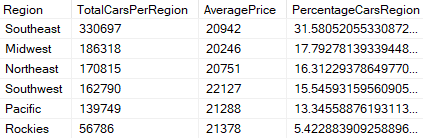 Region TotalCarsPerRegion AveragePrice PercentageCarsRegion
Southeast 330697 20942 31.58052055330872...
Midwest 186318 20246 17.79278139339448...
Northeast 170815 20751 16.31229378649770...
Southwest 162790 22127 15.54593159560905...
Pacific 139749 21288 13.34558876193113...
Rockies 56786 21378 5.422883909258896...